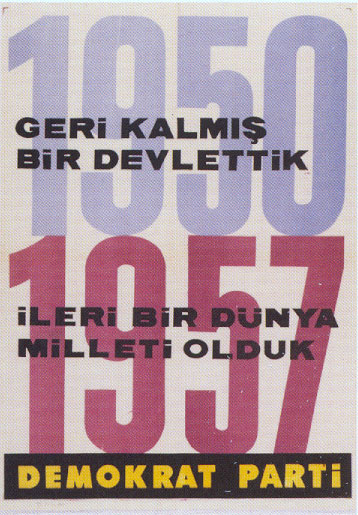 1950
GERİ KALMIŞ
BİR DEVLETTİK
1957
İLERİ BİR DÜNYA
MİLLETİ OLDUK
DEMOKRAT PARTİ